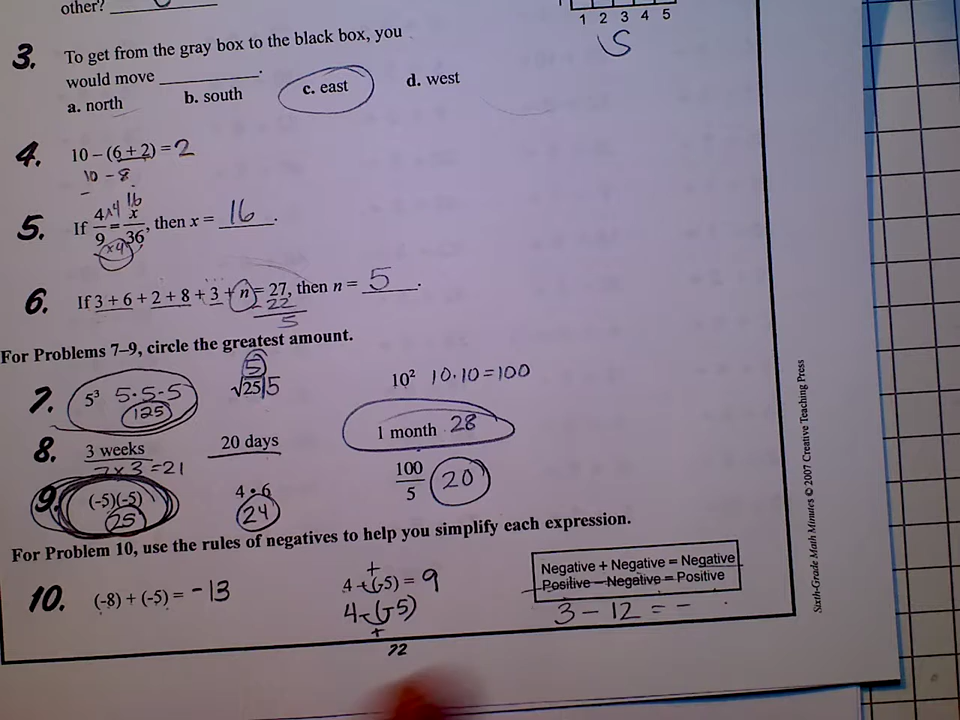 other?
1 2 3 4 5
S
3. To get from the gray box to the black box, you
would move ________.
a. north b. south c. east d. west
4. 10 – (6 + 2) = 2
10 - 8
5. If 4/9 = x/36, then x = 16.
x4 16
x4
6. If 3 + 6 + 2 + 8 + 3 + n = 27, then n = 5.
- 22
5
For Problems 7–9, circle the greatest amount.
7. 5³ 5·5·5 √25 5 10² 10·10=100
125 5
8. 3 weeks 20 days 1 month 28
7 x 3 = 21
9. (-5)(-5) 4 • 6 100/5 20
25 24
For Problem 10, use the rules of negatives to help you simplify each expression.
10. (-8) + (-5) = -13 4 - (-5) = 9
+
4-(-5)
+
Negative + Negative = Negative
Positive – Negative = Positive
3 - 12 = -
72
Sixth-Grade Math Minutes © 2007 Creative Teaching Press